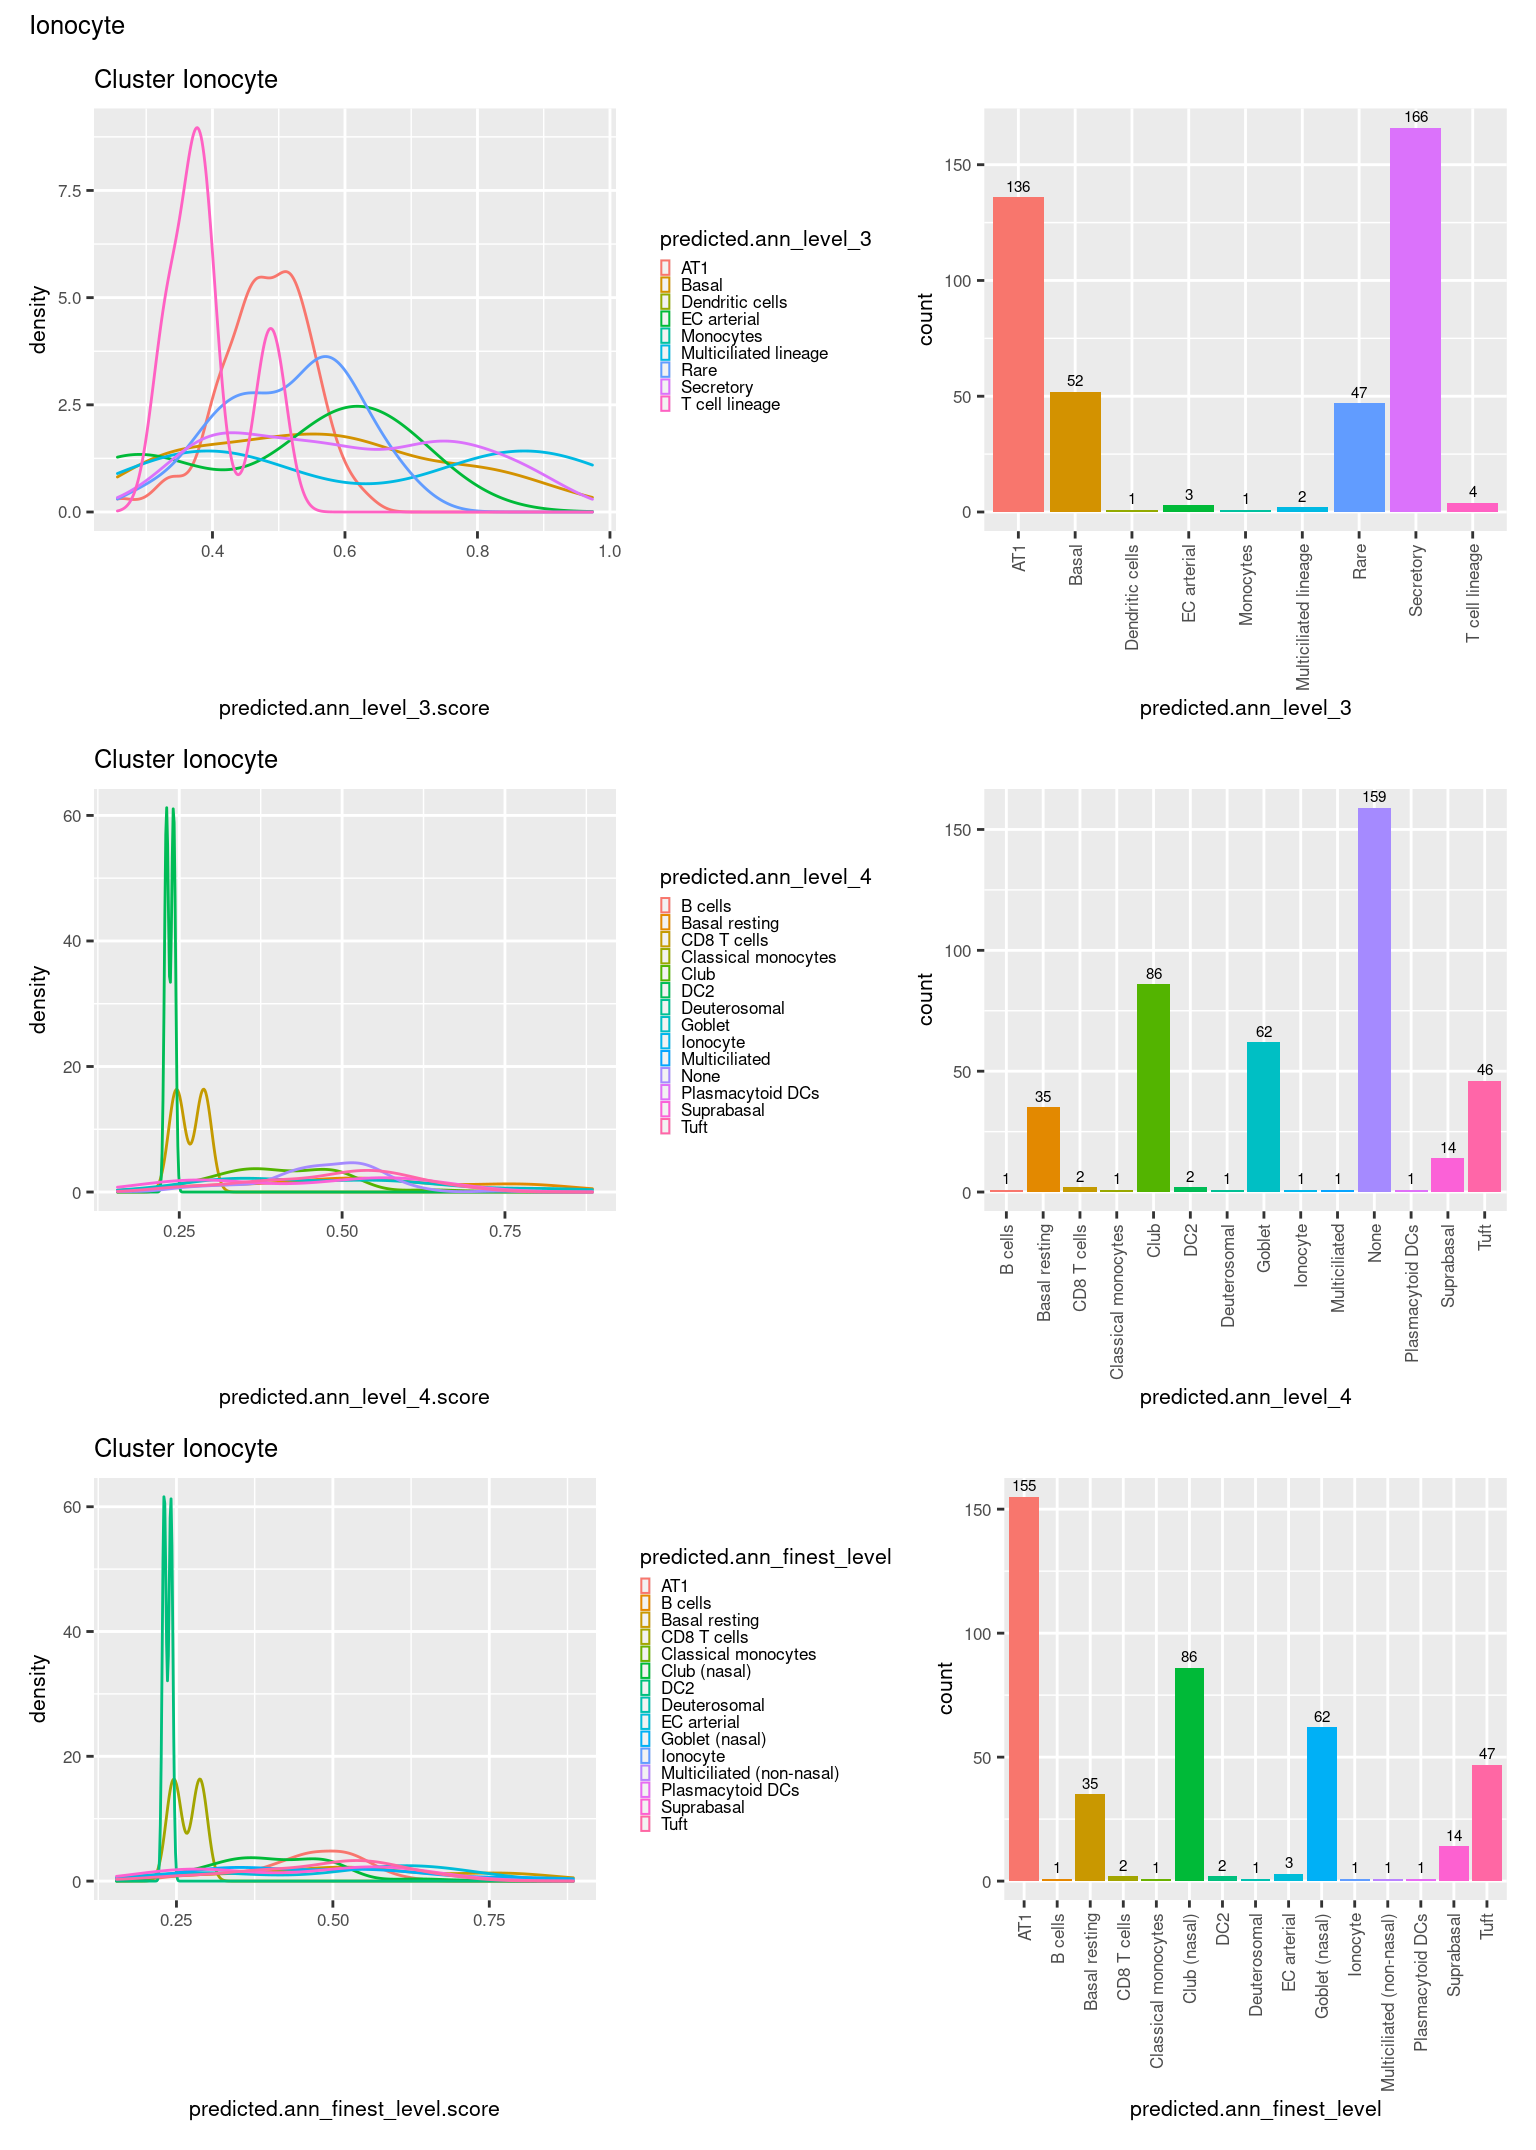 Ionocyte
Cluster Ionocyte
density
7.5
5.0
2.5
0.0
0.4
0.6
0.8
1.0
predicted.ann_level_3.score
predicted.ann_level_3
AT1
Basal
Dendritic cells
EC arterial
Monocytes
Multiciliated lineage
Rare
Secretory
T cell lineage
count
150
100
50
0
136
52
1
3
1
2
47
166
4
AT1
Basal
Dendritic cells
EC arterial
Monocytes
Multiciliated lineage
Rare
Secretory
T cell lineage
predicted.ann_level_3
Cluster Ionocyte
density
60
40
20
0
0.25
0.50
0.75
predicted.ann_level_4.score
predicted.ann_level_4
B cells
Basal resting
CD8 T cells
Classical monocytes
Club
DC2
Deuterosomal
Goblet
Ionocyte
Multiciliated
None
Plasmacytoid DCs
Suprabasal
Tuft
count
150
100
50
0
1
35
2
1
86
2
1
62
1
1
159
1
14
46
B cells
Basal resting
CD8 T cells
Classical monocytes
Club
DC2
Deuterosomal
Goblet
Ionocyte
Multiciliated
None
Plasmacytoid DCs
Suprabasal
Tuft
predicted.ann_level_4
Cluster Ionocyte
density
60
40
20
0
0.25
0.50
0.75
predicted.ann_finest_level.score
predicted.ann_finest_level
AT1
B cells
Basal resting
CD8 T cells
Classical monocytes
Club (nasal)
DC2
Deuterosomal
EC arterial
Goblet (nasal)
Ionocyte
Multiciliated (non-nasal)
Plasmacytoid DCs
Suprabasal
Tuft
count
150
100
50
0
155
1
35
2
1
86
2
1
3
62
1
1
1
14
47
AT1
B cells
Basal resting
CD8 T cells
Classical monocytes
Club (nasal)
DC2
Deuterosomal
EC arterial
Goblet (nasal)
Ionocyte
Multiciliated (non-nasal)
Plasmacytoid DCs
Suprabasal
Tuft
predicted.ann_finest_level